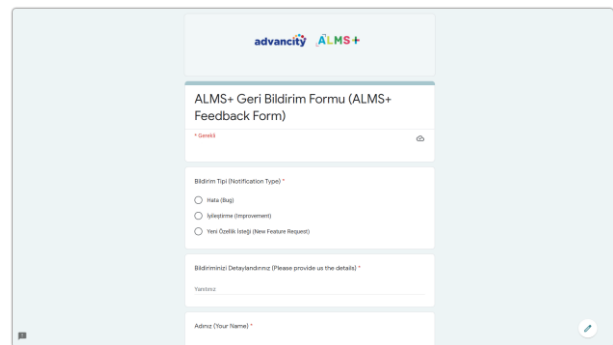 advancity ALMS+
ALMS+ Geri Bildirim Formu (ALMS+
Feedback Form)
* Gerekli
Bildirim Tipi (Notification Type) *
Hata (Bug)
İyileştirme (Improvement)
Yeni Özellik İsteği (New Feature Request)
Bildiriminizi Detaylandırınız (Please provide us the details) *
Yanıtınız
Adınız (Your Name) *